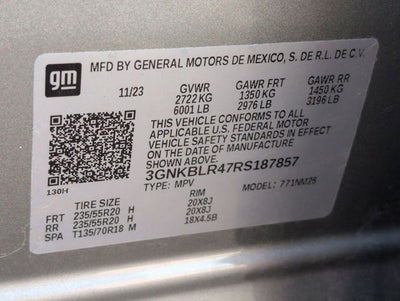 gm
MFD BY GENERAL MOTORS DE MEXICO, S. DE R.L. DE C.V.
11/23 GVWR GAWR FRT GAWR RR
2722 KG 1350 KG 1450 KG
6001 LB 2976 LB 3196 LB
THIS VEHICLE CONFORMS TO ALL
APPLICABLE U.S. FEDERAL MOTOR
VEHICLE SAFETY STANDARDS IN EFFECT
ON THE DATE OF MANUFACTURE
SHOWN ABOVE.
3GNKBLR47RS187857
130H
TYPE: MPV MODEL: 771NM26
TIRE SIZE RIM
FRT 235/55R20 H 20X8J
RR 235/55R20 H 20X8J
SPA T135/70R18 M 18X4.5B